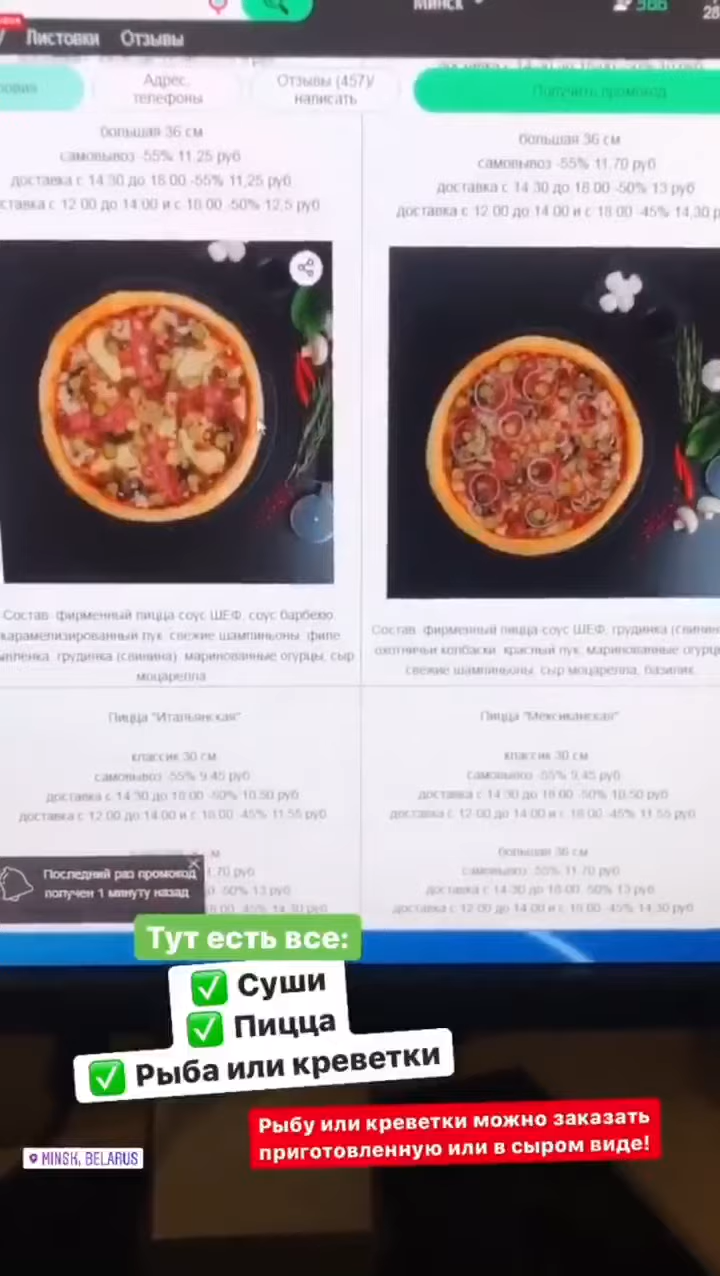 Минск
386
28
Листовки Отзывы
Адрес, телефоны
Отзывы (457)/ написать
Получить промокод
большая 36 см
самовывоз -55% 11,25 руб
доставка с 14.30 до 18.00 -55% 11,25 руб
ставка с 12.00 до 14.00 и с 18.00 -50% 12,5 руб
большая 36 см
самовывоз -55% 11,70 руб
доставка с 14.30 до 18.00 -50% 13 руб
доставка с 12.00 до 14.00 и с 18.00 -45% 14,30 р
Состав: фирменный пицца-соус ШЕФ, соус барбекю,
карамелизированный лук, свежие шампиньоны, филе
цыпленка, грудинка (свинина), маринованные огурцы, сыр
моцарелла
Состав: фирменный пицца-соус ШЕФ, грудинка (свинин
охотничьи колбаски, красный лук, маринованные огурцы
свежие шампиньоны, сыр моцарелла, базилик
Пицца "Итальянская"
классик 30 см
самовывоз -55% 9,45 руб
доставка с 14.30 до 18.00 -50% 10,50 руб
доставка с 12.00 до 14.00 и с 18.00 -45% 11,55 руб
Пицца "Мексиканская"
классик 30 см
самовывоз -55% 9,45 руб
доставка с 14.30 до 18.00 -50% 10,50 руб
доставка с 12.00 до 14.00 и с 18.00 -45% 11,55 руб
большая 36 см
самовывоз -55% 11,70 руб
доставка с 14.30 до 18.00 -50% 13 руб
доставка с 12.00 до 14.00 и с 18.00 -45% 14,30 руб
Последний раз промокод
получен 1 минуту назад
Тут есть все:
✅ Суши
✅ Пицца
✅ Рыба или креветки
Рыбу или креветки можно заказать
приготовленную или в сыром виде!
MINSK, BELARUS